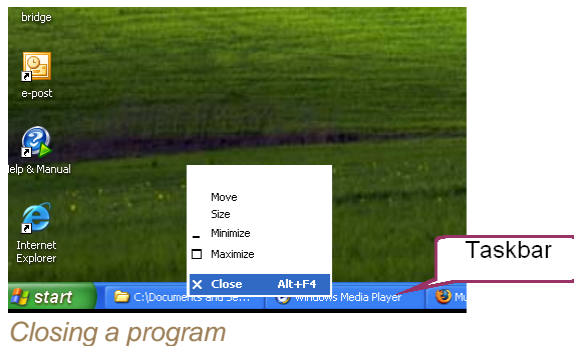 bridge
e-post
elp & Manual
Internet
Explorer
Move
Size
Minimize
Maximize
Close Alt+F4
Taskbar
start
C:\Documents and Se...
Windows Media Player
Mu
Closing a program